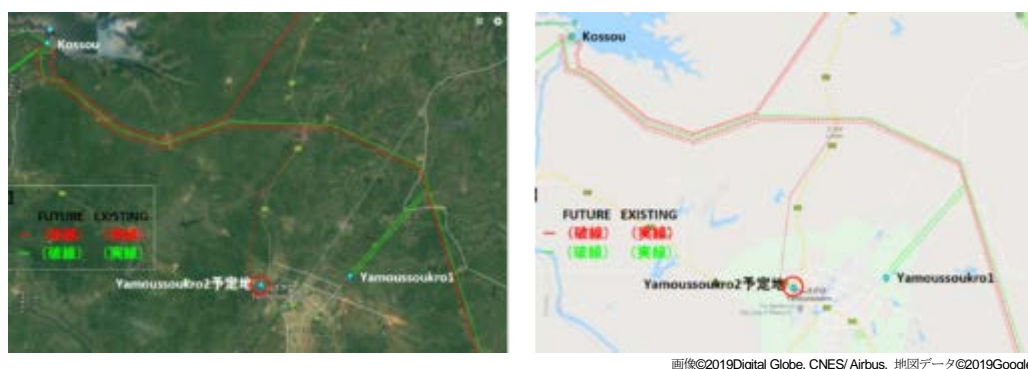 Kossou
FUTURE EXISTING
(破線) (実線)
(破線) (実線)
Yamoussoukro2予定地
Yamoussoukro1
Kossou
FUTURE EXISTING
(破線) (実線)
(破線) (実線)
Yamoussoukro2予定地
Yamoussoukro1
画像©2019Digital Globe, CNES/ Airbus, 地図データ©2019Google